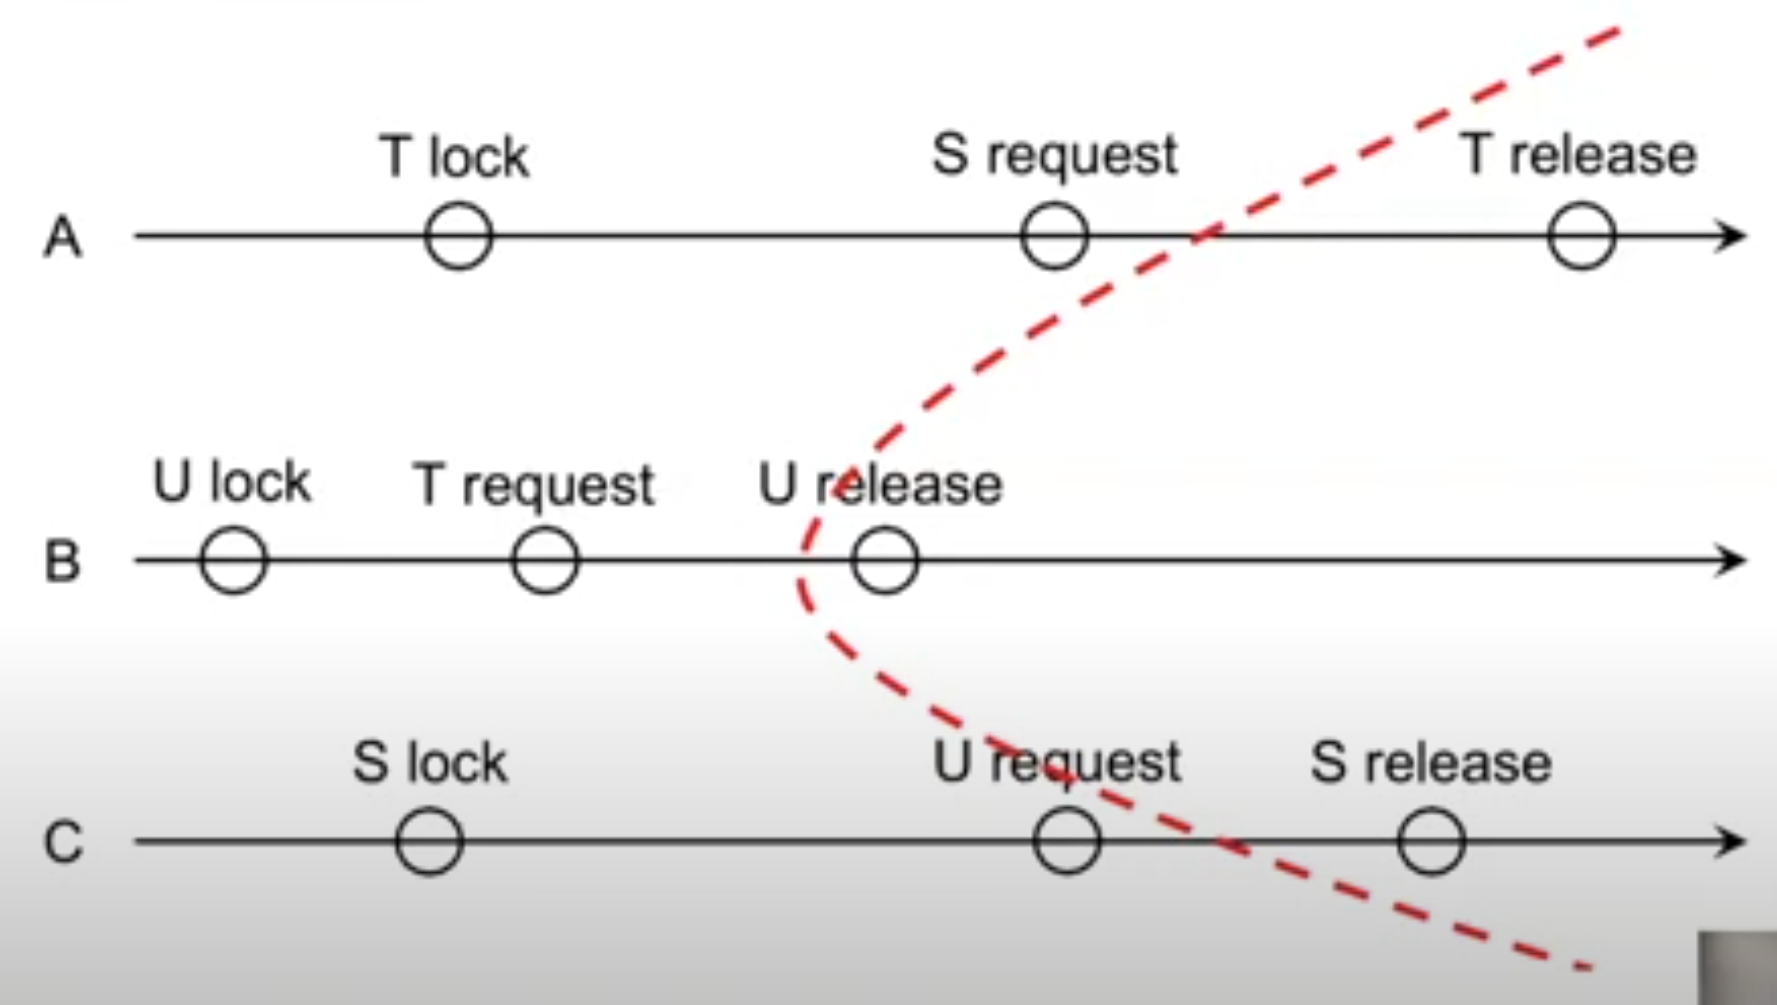 T lock S request T release
A
U lock T request U release
B
S lock U request S release
C